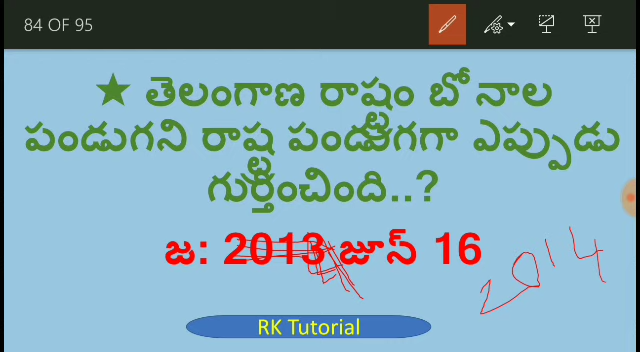 84 OF 95
★ తెలంగాణ రాష్ట్రం బోనాల
పండుగని రాష్ట్ర పండుగగా ఎప్పుడు
గుర్తించింది..?
జ: 2013 జూన్ 16
2014
RK Tutorial